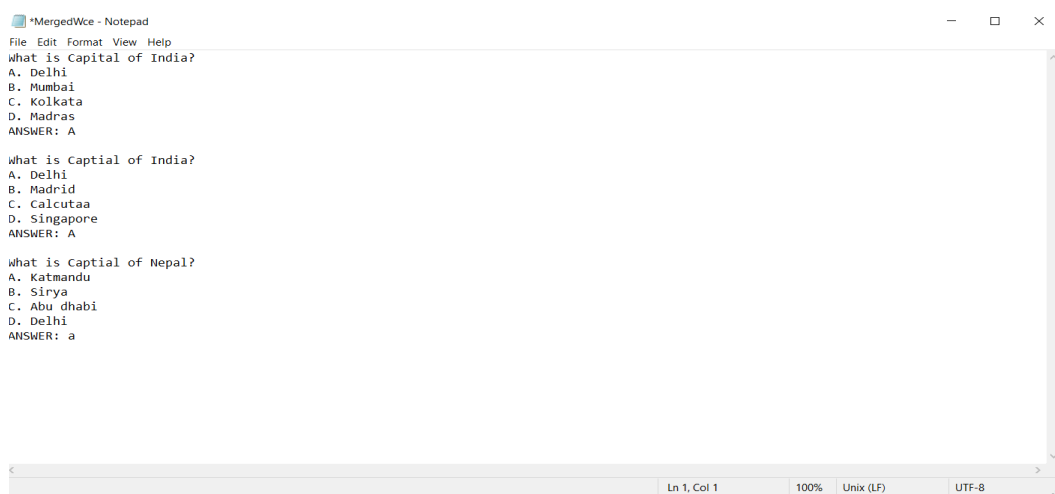 *MergedWce - Notepad
File Edit Format View Help
What is Capital of India?
A. Delhi
B. Mumbai
C. Kolkata
D. Madras
ANSWER: A

What is Captial of India?
A. Delhi
B. Madrid
C. Calcutaa
D. Singapore
ANSWER: A

What is Captial of Nepal?
A. Katmandu
B. Sirya
C. Abu dhabi
D. Delhi
ANSWER: a
Ln 1, Col 1 100% Unix (LF) UTF-8